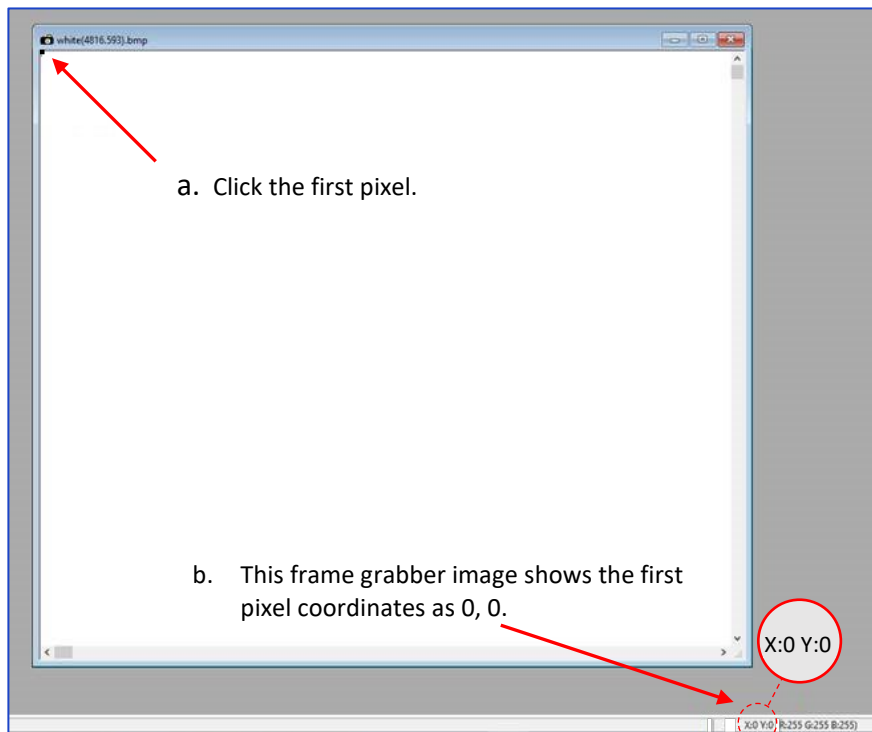 white(4816.593).bmp
a. Click the first pixel.
b. This frame grabber image shows the first
pixel coordinates as 0, 0.
X:0 Y:0
X:0 Y:0 R:255 G:255 B:255)